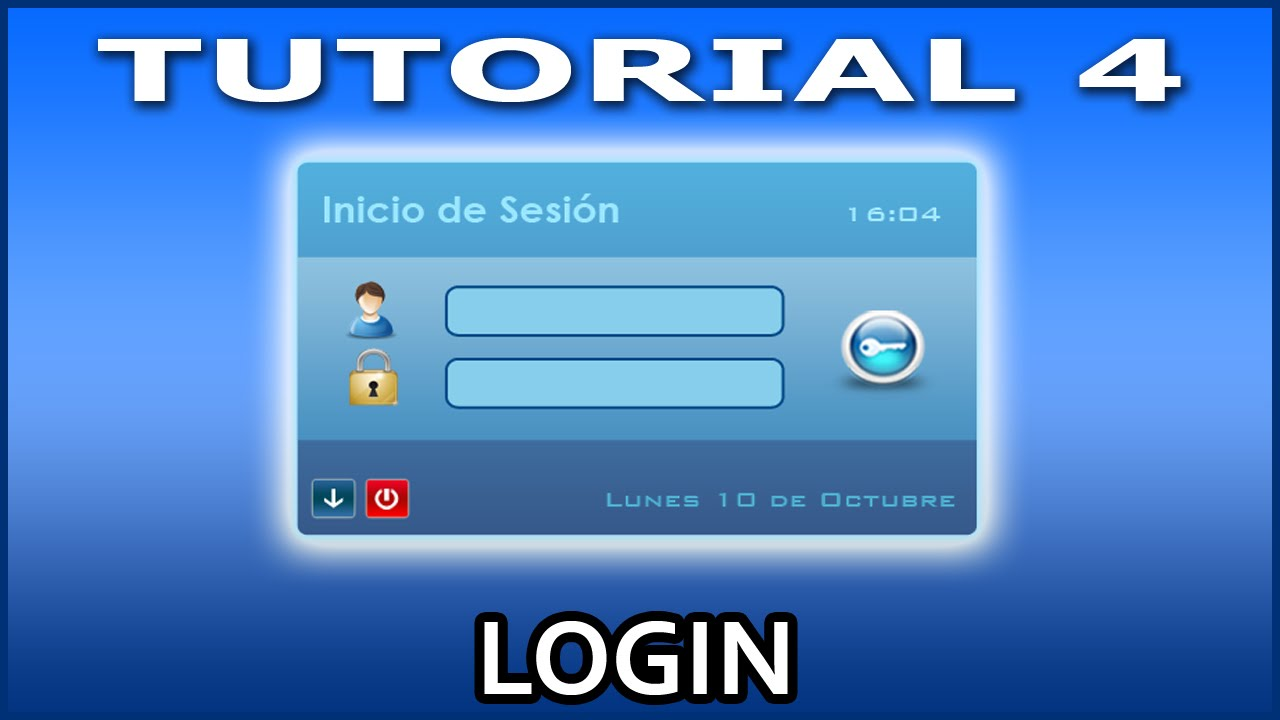 TUTORIAL 4
Inicio de Sesión
16:04
Lunes 10 de Octubre
LOGIN